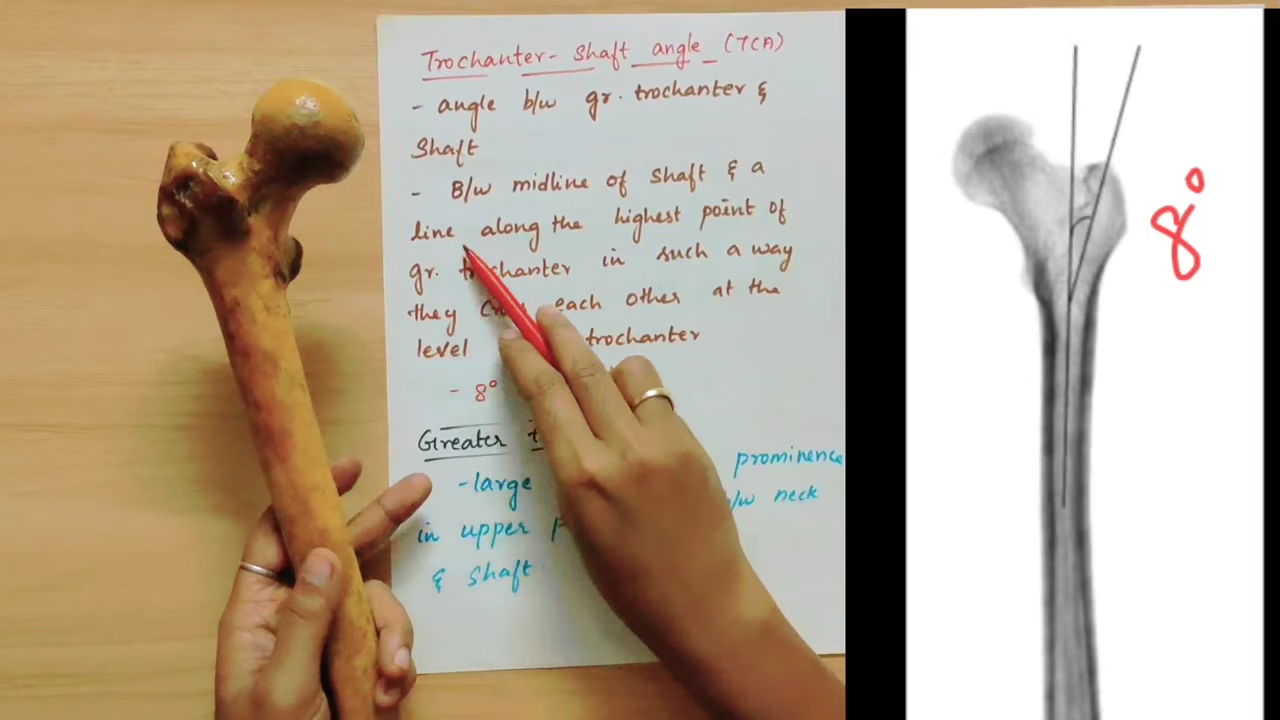 Trochanter-Shaft angle (TCA)
- angle b/w gr. trochanter &
Shaft
- B/w midline of shaft & a
line along the highest point of
gr. trochanter in such a way
they each other at the
level trochanter
- 8°
Greater
-large prominence
in upper b/w neck
& shaft.
8°